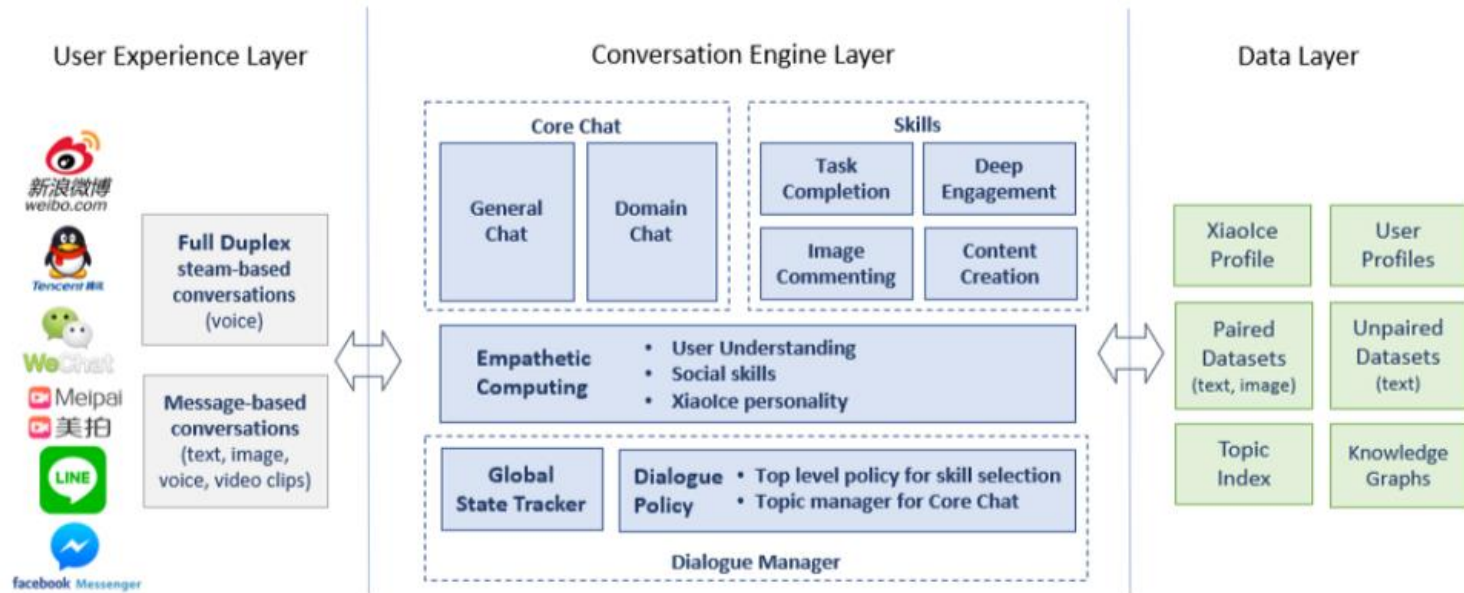 User Experience Layer
Conversation Engine Layer
Data Layer
新浪微博
weibo.com
Tencent 腾讯
WeChat
Meipai
美拍
LINE
facebook Messenger
Full Duplex
steam-based
conversations
(voice)
Message-based
conversations
(text, image,
voice, video clips)
Core Chat
General
Chat
Domain
Chat
Skills
Task
Completion
Deep
Engagement
Image
Commenting
Content
Creation
Empathetic
Computing
• User Understanding
• Social skills
• XiaoIce personality
Global
State Tracker
Dialogue
Policy
• Top level policy for skill selection
• Topic manager for Core Chat
Dialogue Manager
XiaoIce
Profile
User
Profiles
Paired
Datasets
(text, image)
Unpaired
Datasets
(text)
Topic
Index
Knowledge
Graphs